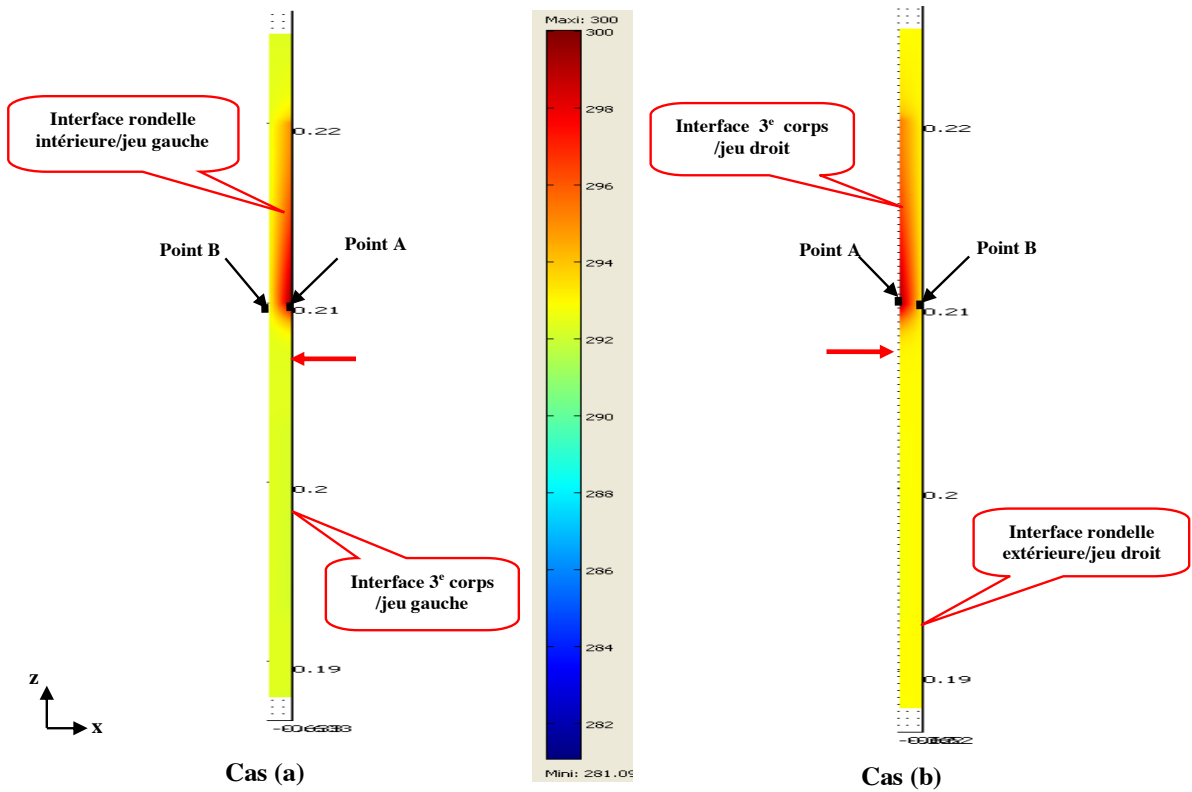 Maxi: 300
300
298
296
294
292
290
288
286
284
282
Mini: 281.09
Interface rondelle
intérieure/jeu gauche
0.22
Point B
Point A
0.21
0.2
Interface 3e corps
/jeu gauche
0.19
z
x
Cas (a)
Interface 3e corps
/jeu droit
0.22
Point A
Point B
0.21
0.2
Interface rondelle
extérieure/jeu droit
0.19
Cas (b)